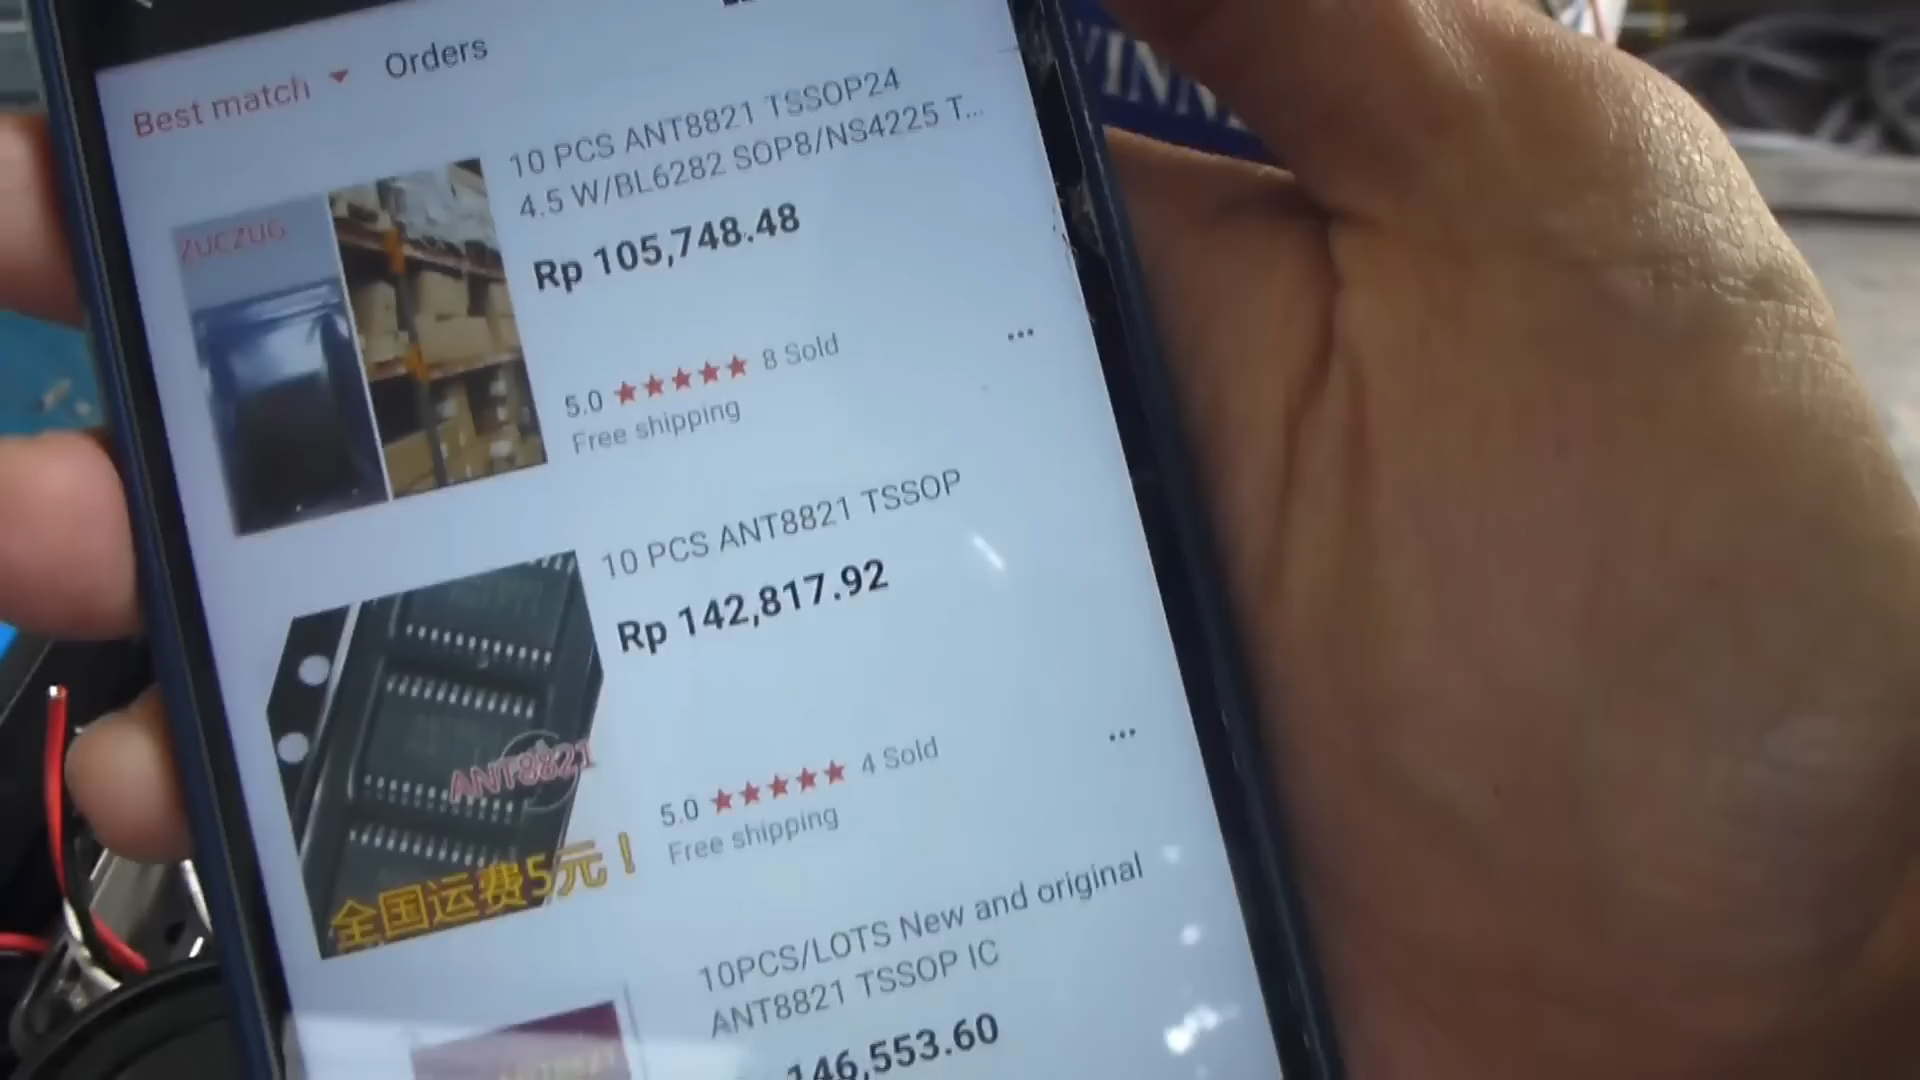 Best match Orders
10 PCS ANT8821 TSSOP24
4.5 W/BL6282 SOP8/NS4225 T...
Rp 105,748.48
5.0 8 Sold
Free shipping
ZUCZUG
10 PCS ANT8821 TSSOP
Rp 142,817.92
5.0 4 Sold
Free shipping
ANT8821
全国运费5元！
10PCS/LOTS New and original
ANT8821 TSSOP IC
146,553.60